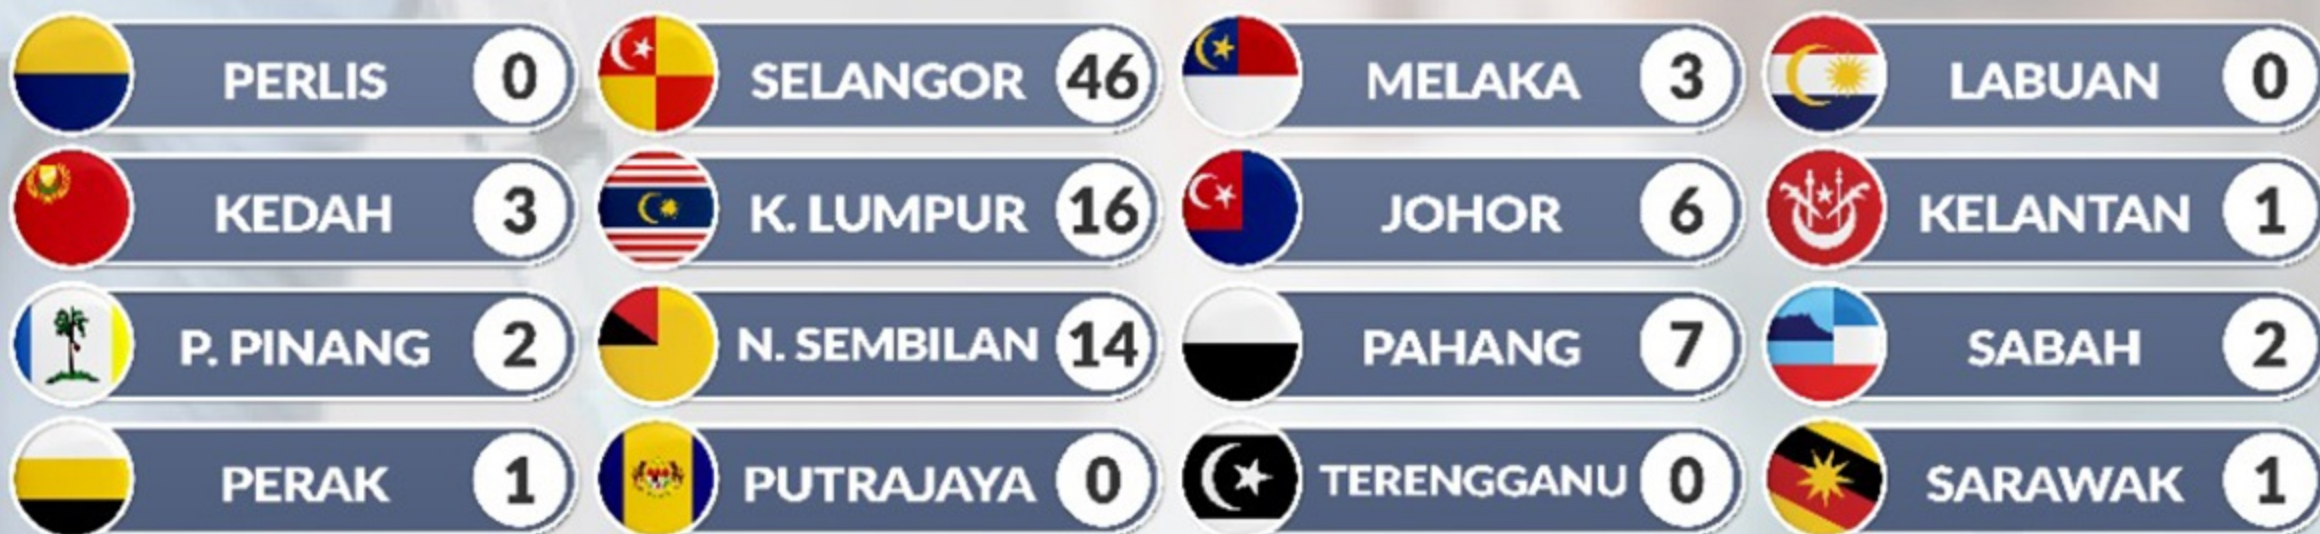 PERLIS 0 SELANGOR 46 MELAKA 3 LABUAN 0
KEDAH 3 K. LUMPUR 16 JOHOR 6 KELANTAN 1
P. PINANG 2 N. SEMBILAN 14 PAHANG 7 SABAH 2
PERAK 1 PUTRAJAYA 0 TERENGGANU 0 SARAWAK 1